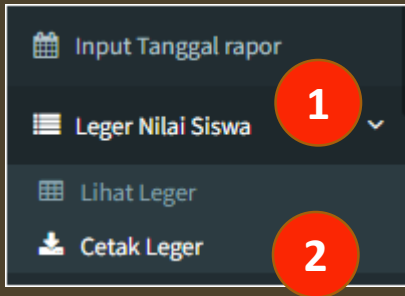 Input Tanggal rapor
Leger Nilai Siswa 1
Lihat Leger
Cetak Leger 2